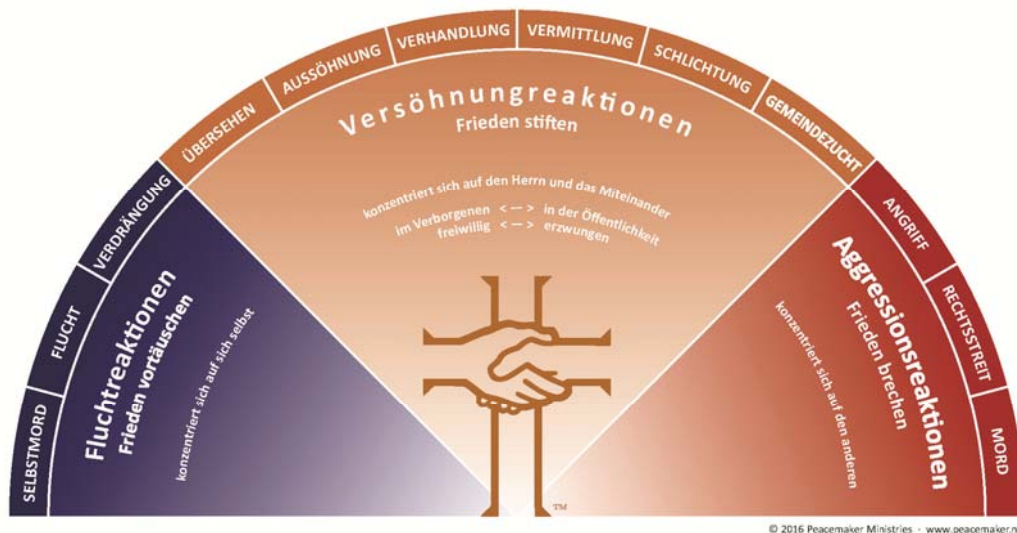 SELBSTMORD
FLUCHT
VERDRÄNGUNG
ÜBERSEHEN
AUSSÖHNUNG
VERHANDLUNG
VERMITTLUNG
SCHLICHTUNG
GEMEINDEZUCHT
ANGRIFF
RECHTSSTREIT
MORD
Fluchtreaktionen
Frieden vortäuschen
konzentriert sich auf sich selbst
Versöhnungreaktionen
Frieden stiften
konzentriert sich auf den Herrn und das Miteinander
im Verborgenen < — > in der Öffentlichkeit
freiwillig < — > erzwungen
Aggressionsreaktionen
Frieden brechen
konzentriert sich auf den anderen
TM
© 2016 Peacemaker Ministries · www.peacemaker.n